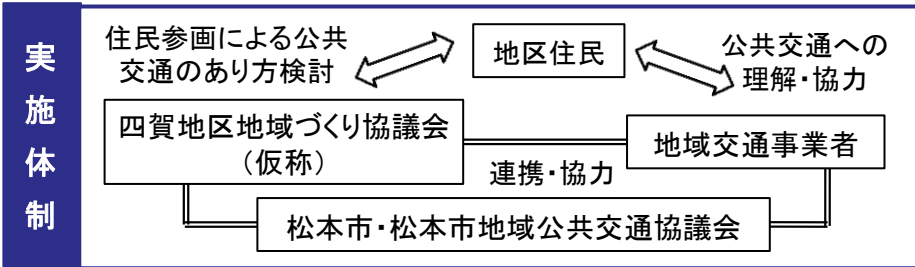 実施体制
住民参画による公共
交通のあり方検討
地区住民
公共交通への
理解・協力
四賀地区地域づくり協議会
（仮称）
地域交通事業者
連携・協力
松本市・松本市地域公共交通協議会